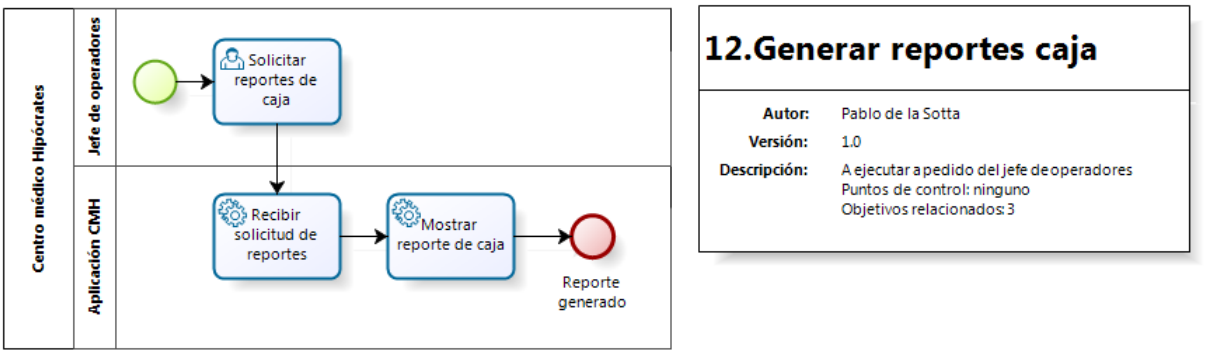 Centro médico Hipócrates
Jefe de operadores
Solicitar
reportes de
caja
Aplicación CMH
Recibir
solicitud de
reportes
Mostrar
reporte de caja
Reporte
generado
12.Generar reportes caja
Autor: Pablo de la Sotta
Versión: 1.0
Descripción: A ejecutar a pedido del jefe de operadores
Puntos de control: ninguno
Objetivos relacionados: 3